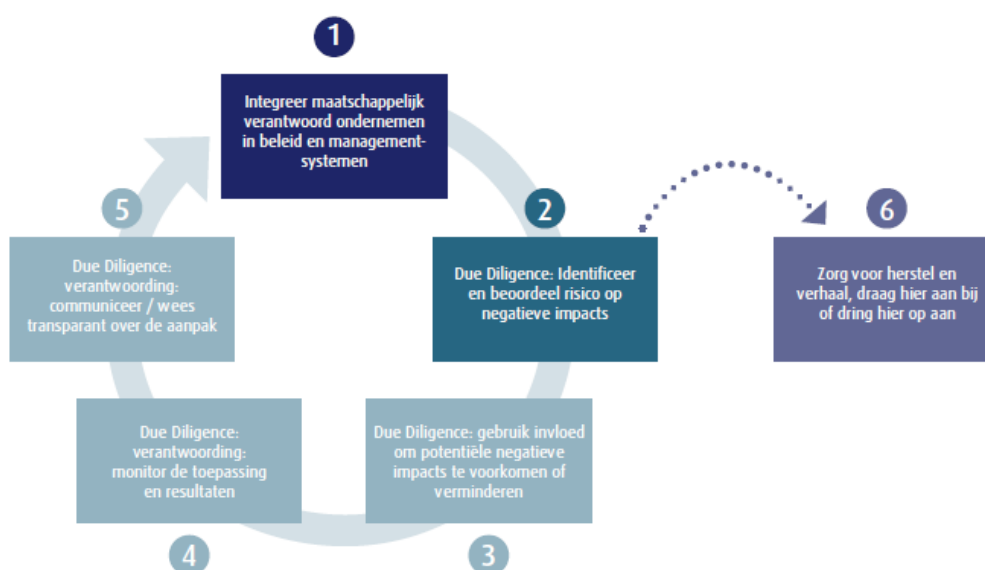 1
Integreer maatschappelijk
verantwoord ondernemen
in beleid en management-
systemen
2
Due Diligence: Identificeer
en beoordeel risico op
negatieve impacts
3
Due Diligence: gebruik invloed
om potentiële negatieve
impacts te voorkomen of
verminderen
4
Due Diligence:
verantwoording:
monitor de toepassing
en resultaten
5
Due Diligence:
verantwoording:
communiceer / wees
transparant over de aanpak
6
Zorg voor herstel en
verhaal, draag hier aan bij
of dring hier op aan